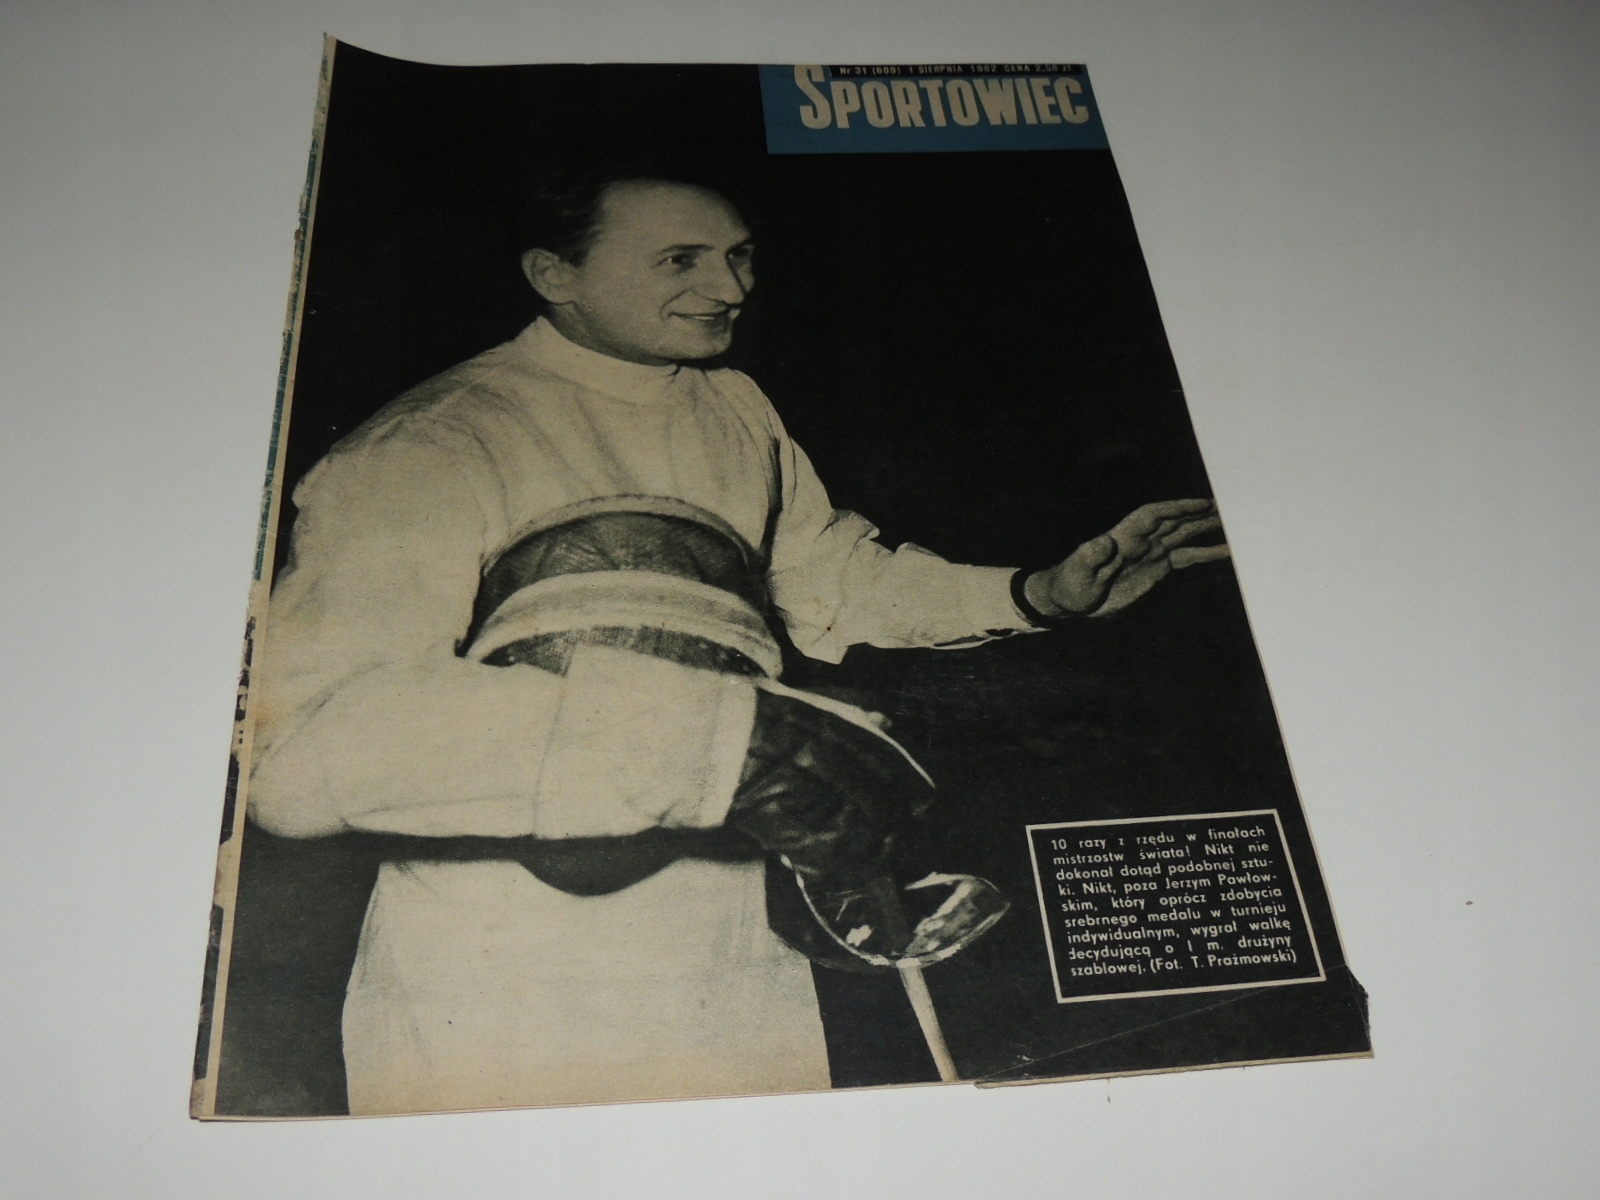 Nr 31 (609) 1 SIERPNIA 1962 CENA 2,50 zł
SPORTOWIEC
10 razy z rzędu w finałach
mistrzostw świata! Nikt nie
dokonał dotąd podobnej sztu-
ki. Nikt, poza Jerzym Pawłow-
skim, który oprócz zdobycia
srebrnego medalu w turnieju
indywidualnym, wygrał walkę
decydującą o I m. drużyny
szablowej. (Fot. T. Prażmowski)